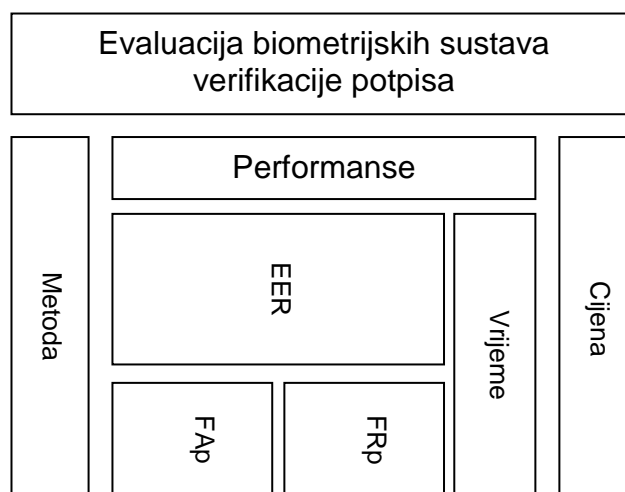 Evaluacija biometrijskih sustava
verifikacije potpisa
Metoda
Performanse
EER
FAp
FRp
Vrijeme
Cijena